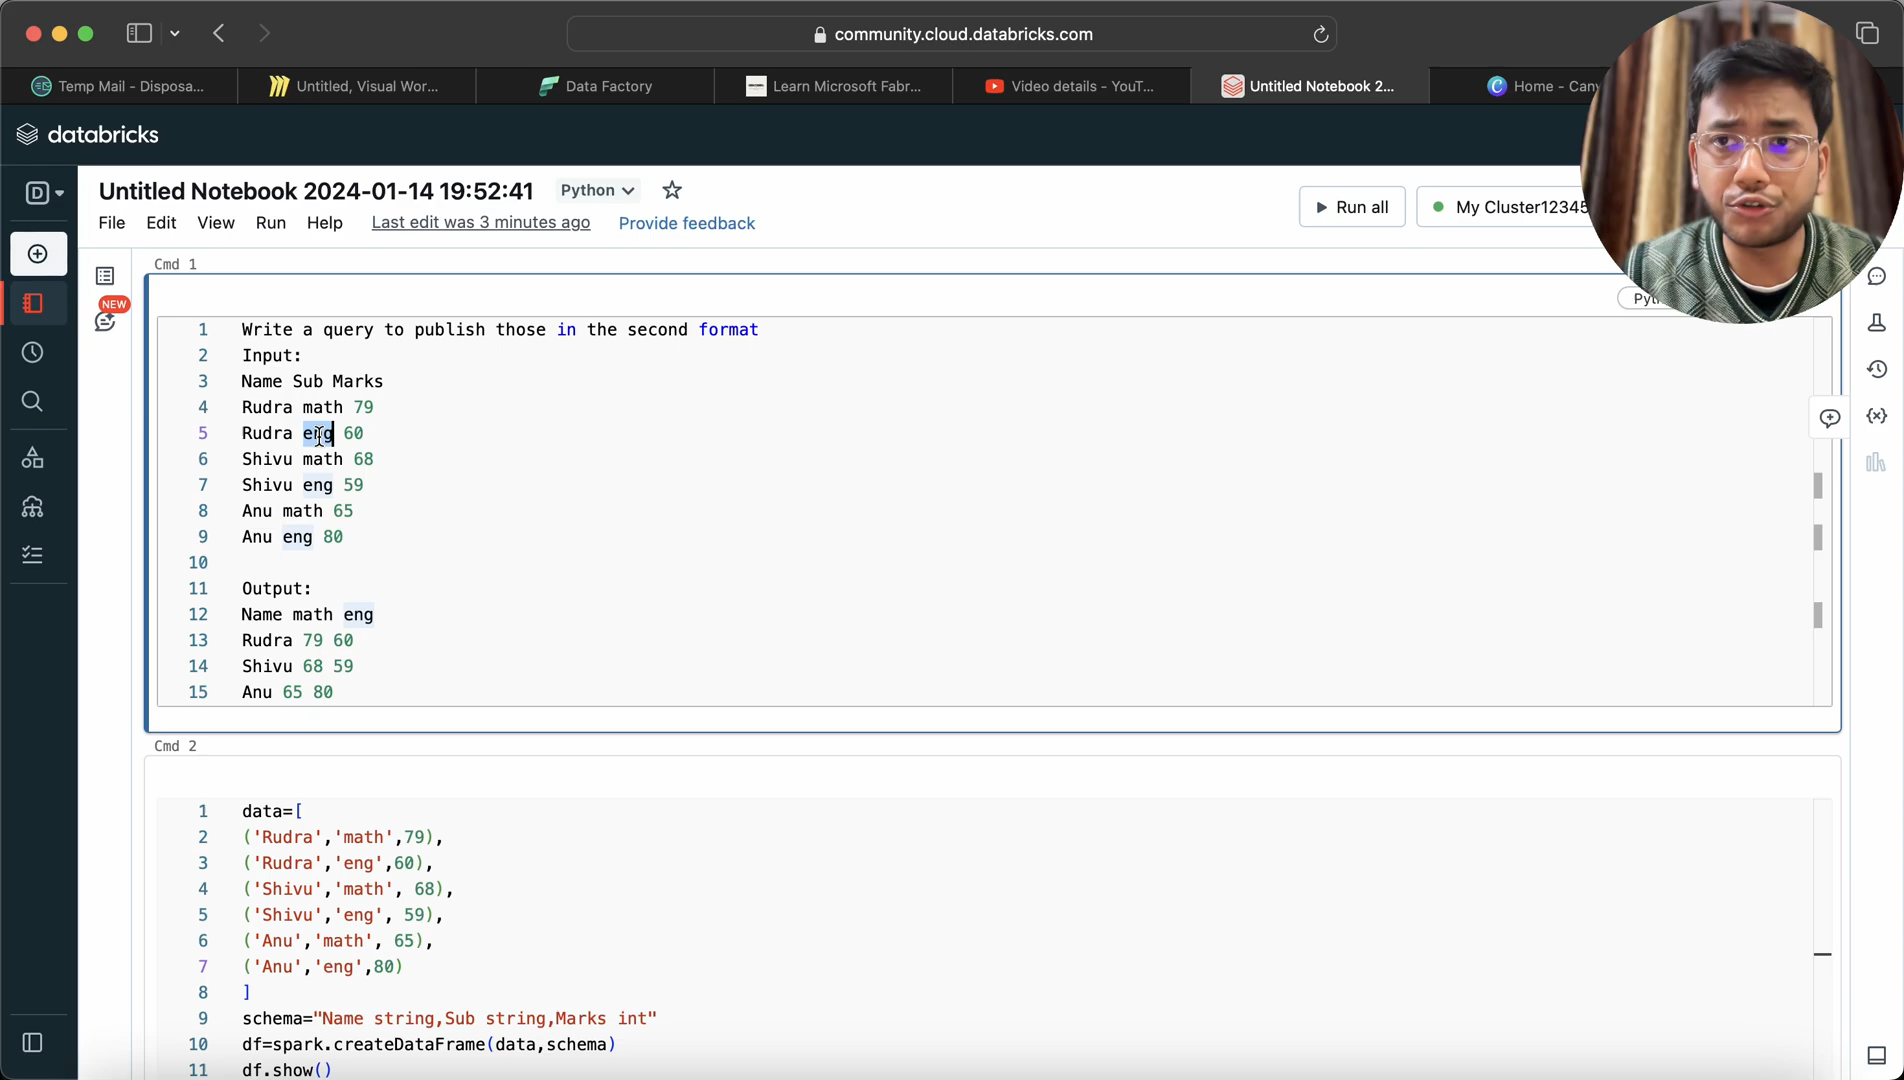 community.cloud.databricks.com
Temp Mail - Disposa...
Untitled, Visual Wor...
Data Factory
Learn Microsoft Fabr...
Video details - YouT...
Untitled Notebook 2...
Home - Canv
databricks
D
Untitled Notebook 2024-01-14 19:52:41
Python
Run all
My Cluster12345
File Edit View Run Help Last edit was 3 minutes ago Provide feedback
NEW
Cmd 1
Pyt
1 Write a query to publish those in the second format
2 Input:
3 Name Sub Marks
4 Rudra math 79
5 Rudra eng 60
6 Shivu math 68
7 Shivu eng 59
8 Anu math 65
9 Anu eng 80
10
11 Output:
12 Name math eng
13 Rudra 79 60
14 Shivu 68 59
15 Anu 65 80
Cmd 2
1 data=[
2 ('Rudra','math',79),
3 ('Rudra','eng',60),
4 ('Shivu','math', 68),
5 ('Shivu','eng', 59),
6 ('Anu','math', 65),
7 ('Anu','eng',80)
8 ]
9 schema="Name string,Sub string,Marks int"
10 df=spark.createDataFrame(data,schema)
11 df.show()